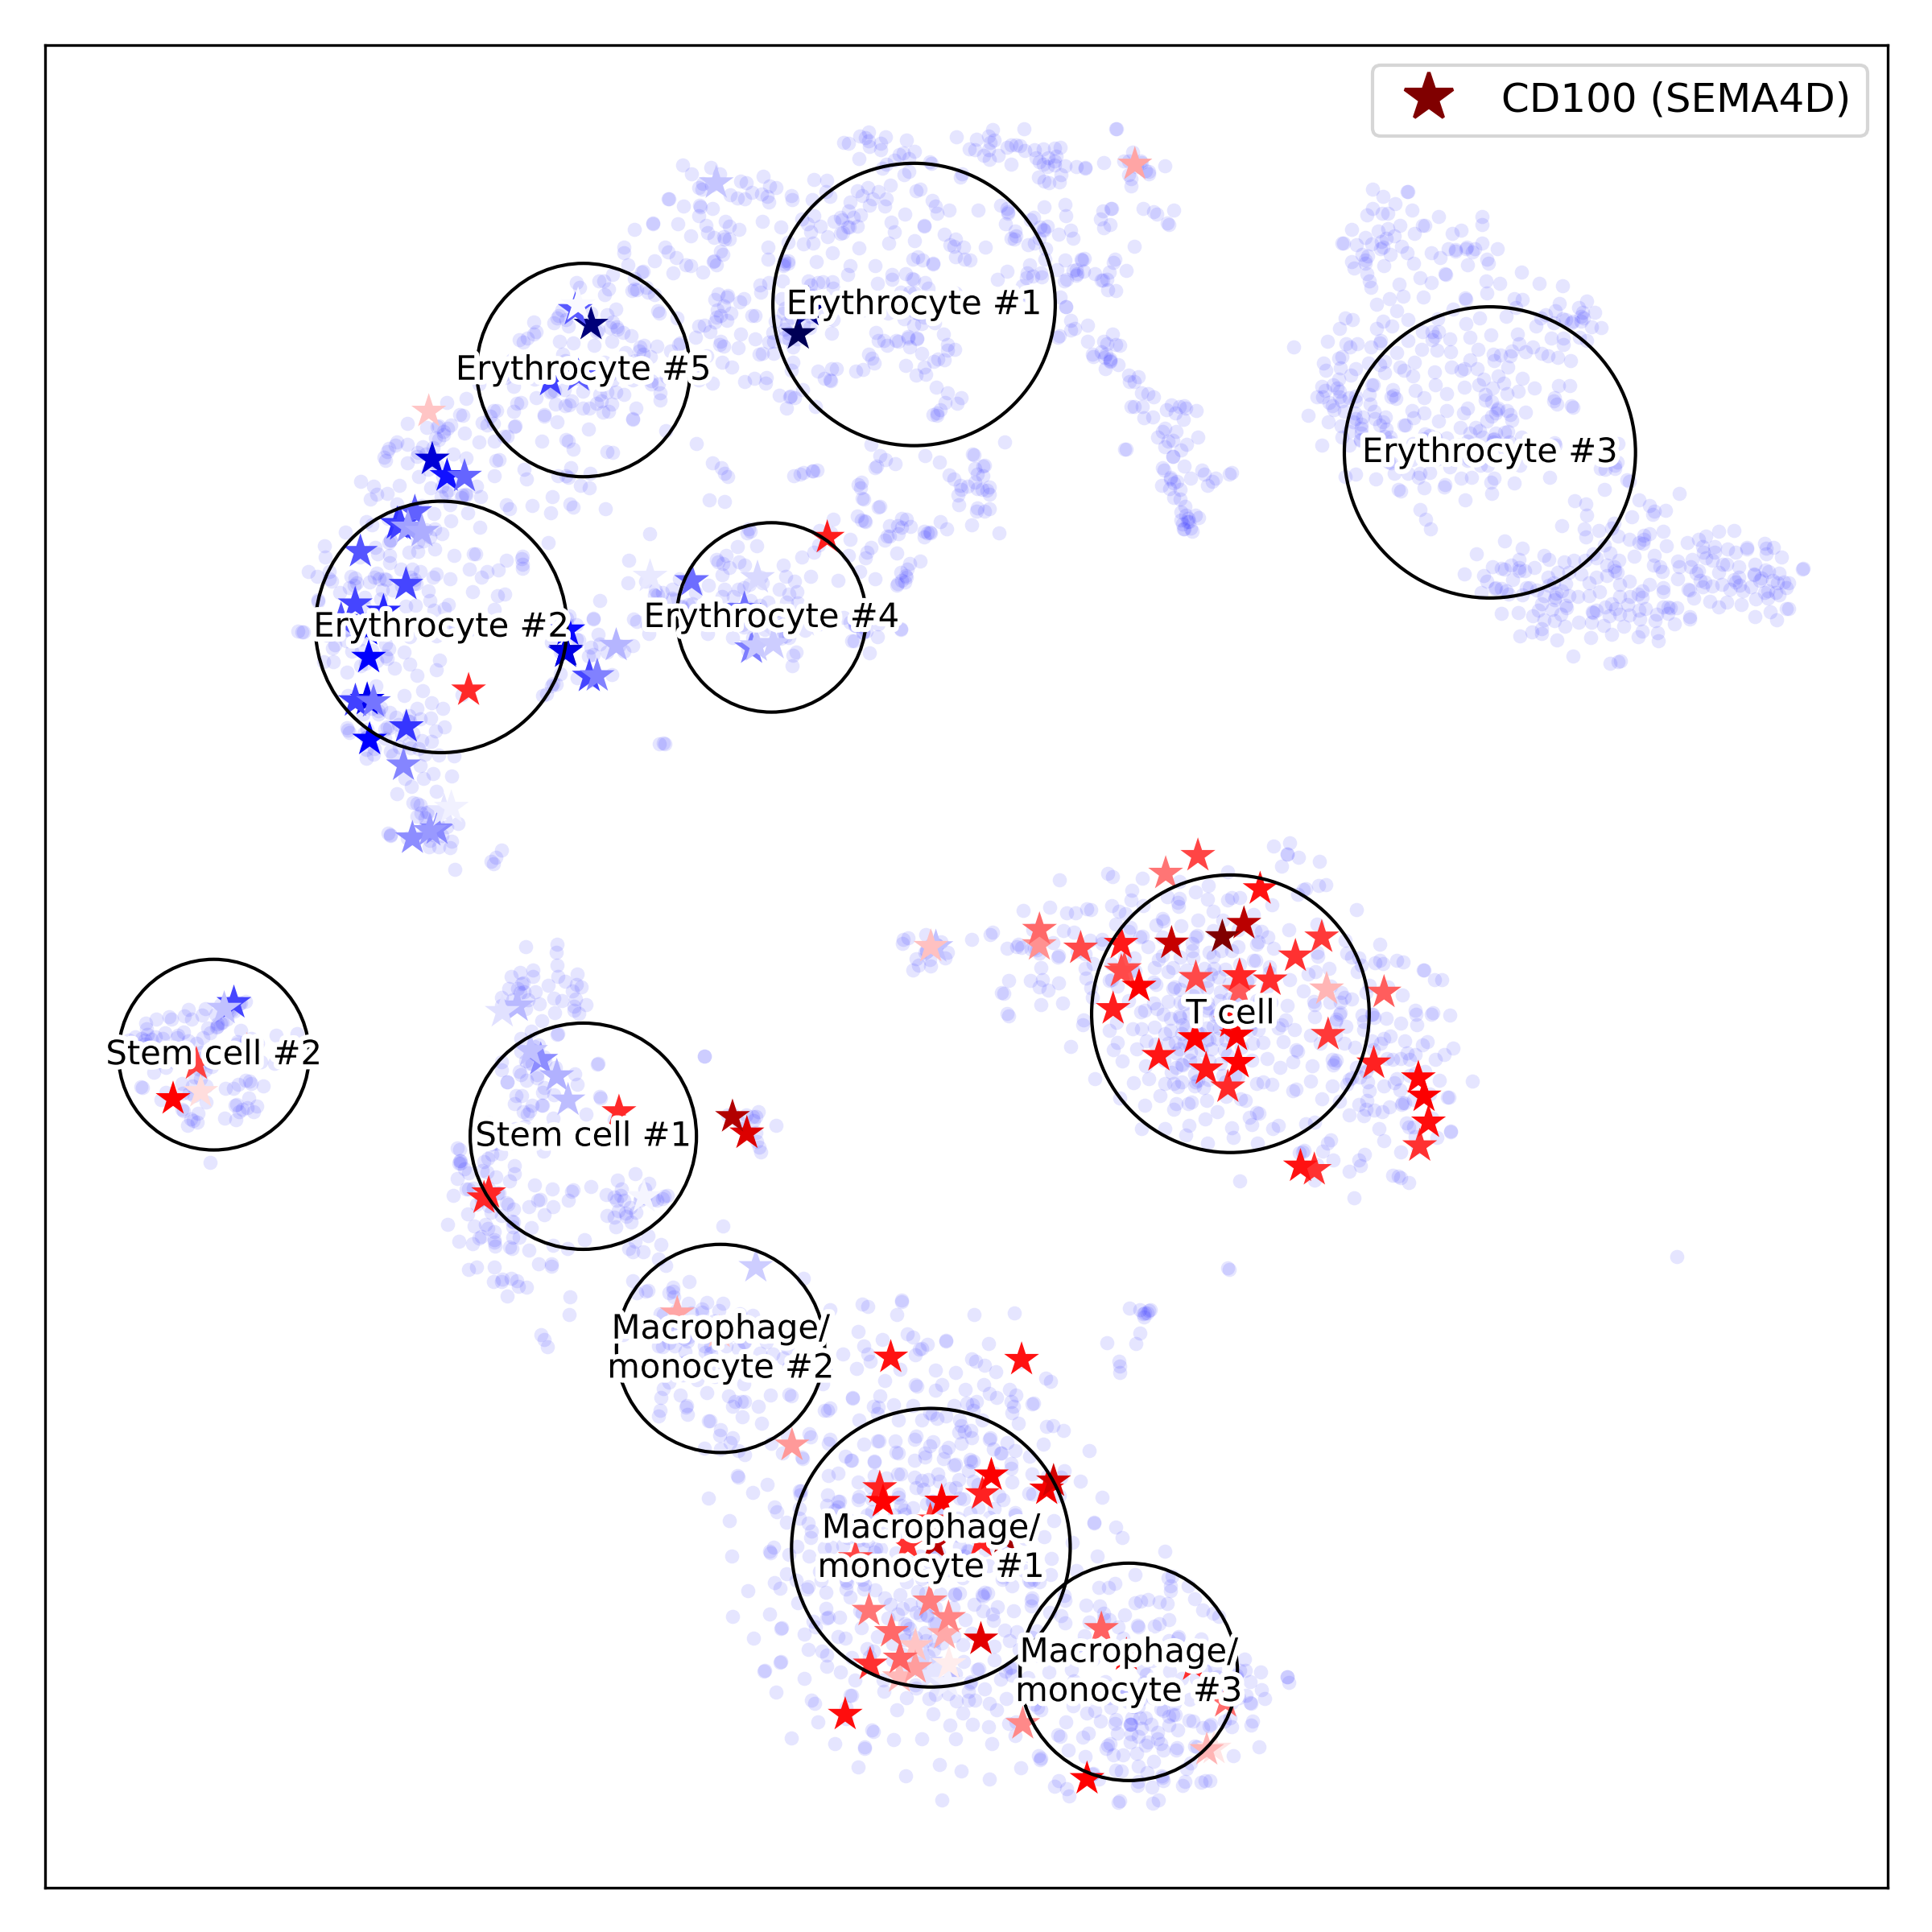 CD100 (SEMA4D)
Erythrocyte #1
Erythrocyte #5
Erythrocyte #3
Erythrocyte #4
Erythrocyte #2
T cell
Stem cell #2
Stem cell #1
Macrophage/
monocyte #2
Macrophage/
monocyte #1
Macrophage/
monocyte #3